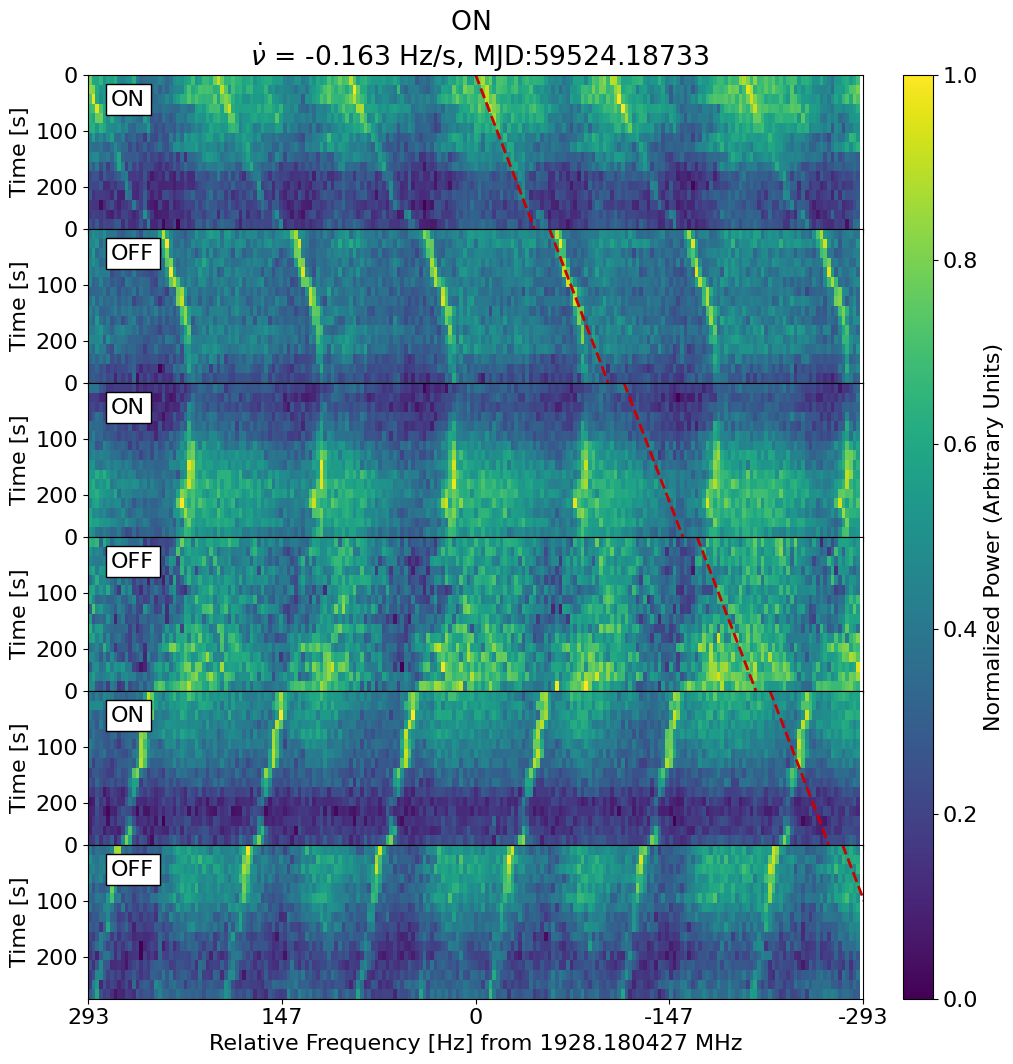 ON
ν̇ = -0.163 Hz/s, MJD:59524.18733
0
ON
100
200
Time [s]
0
OFF
100
200
Time [s]
0
ON
100
200
Time [s]
0
OFF
100
200
Time [s]
0
ON
100
200
Time [s]
0
OFF
100
200
Time [s]
293 147 0 -147 -293
Relative Frequency [Hz] from 1928.180427 MHz
1.0
0.8
0.6
0.4
0.2
0.0
Normalized Power (Arbitrary Units)